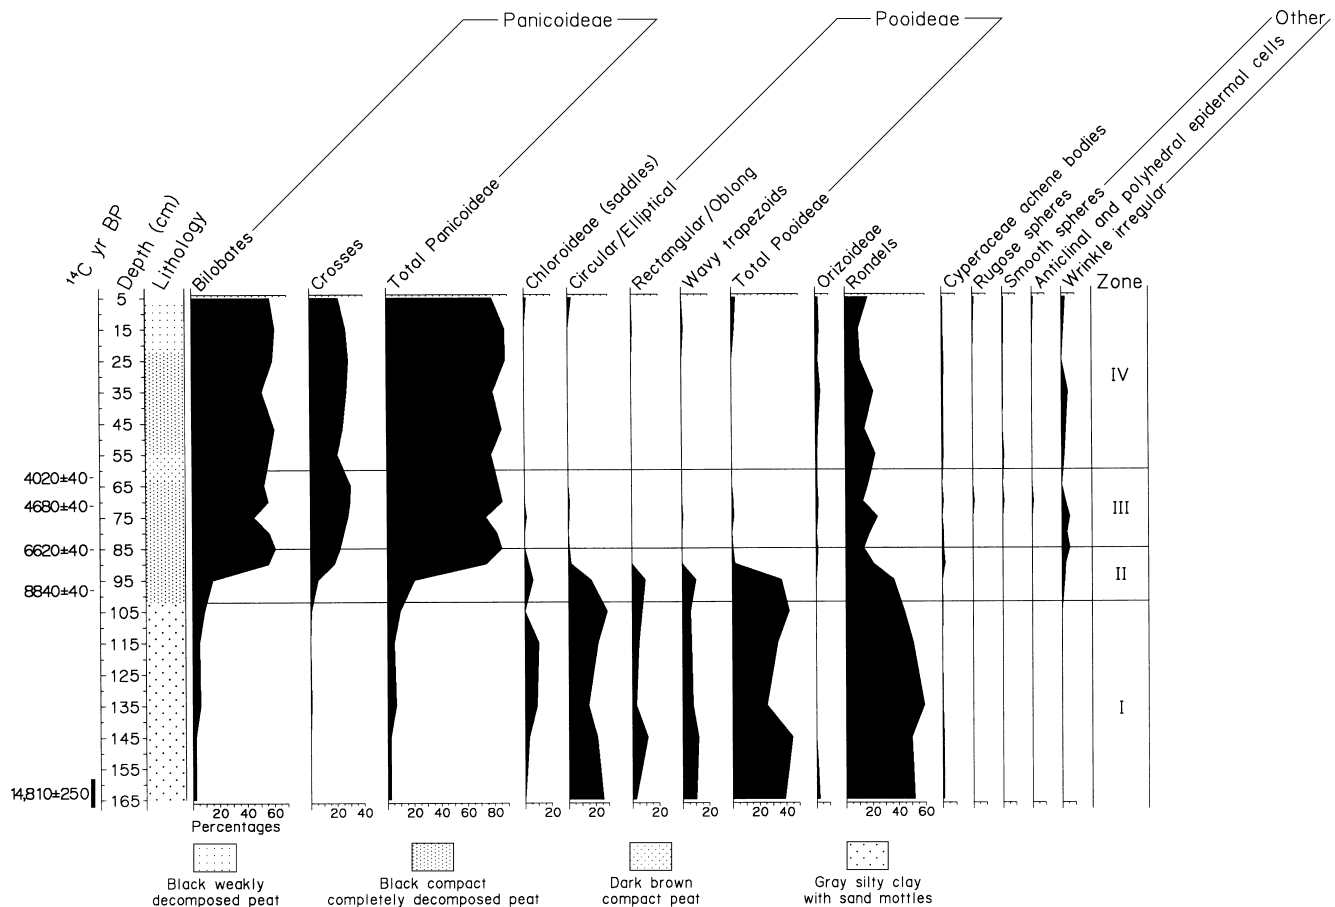 Panicoideae
Pooideae
Other
¹⁴C yr BP
Depth (cm)
Lithology
Bilobates
Crosses
Total Panicoideae
Chloroideae (saddles)
Circular/Elliptical
Rectangular/Oblong
Wavy trapezoids
Total Pooideae
Orizoideae
Rondels
Cyperaceae achene bodies
Rugose spheres
Smooth spheres
Anticlinal and polyhedral epidermal cells
Wrinkle irregular
Zone
5
15
25
IV
35
45
55
4020±40
65
4680±40
75
III
6620±40
85
95
II
8840±40
105
115
125
135
I
145
155
14,810±250
165
20 40 60 20 40 20 40 60 80 20 20 20 20 20 40 20 40 60
Percentages
Black weakly
decomposed peat
Black compact
completely decomposed peat
Dark brown
compact peat
Gray silty clay
with sand mottles